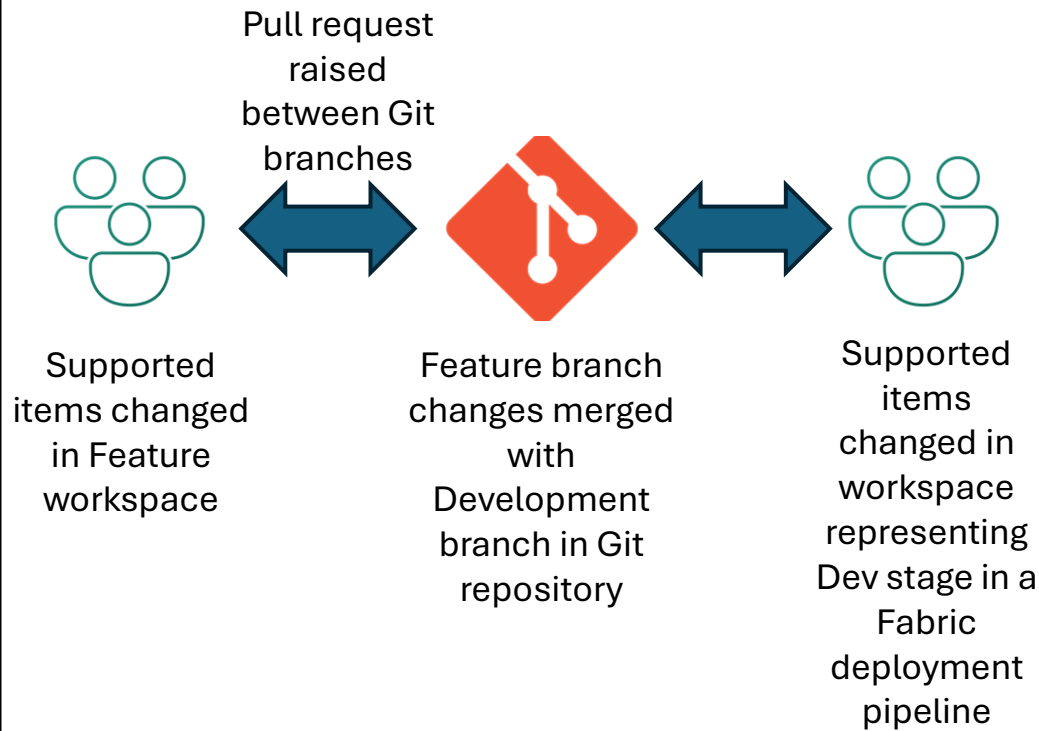 Pull request
raised
between Git
branches
Supported
items changed
in Feature
workspace
Feature branch
changes merged
with
Development
branch in Git
repository
Supported
items
changed in
workspace
representing
Dev stage in a
Fabric
deployment
pipeline